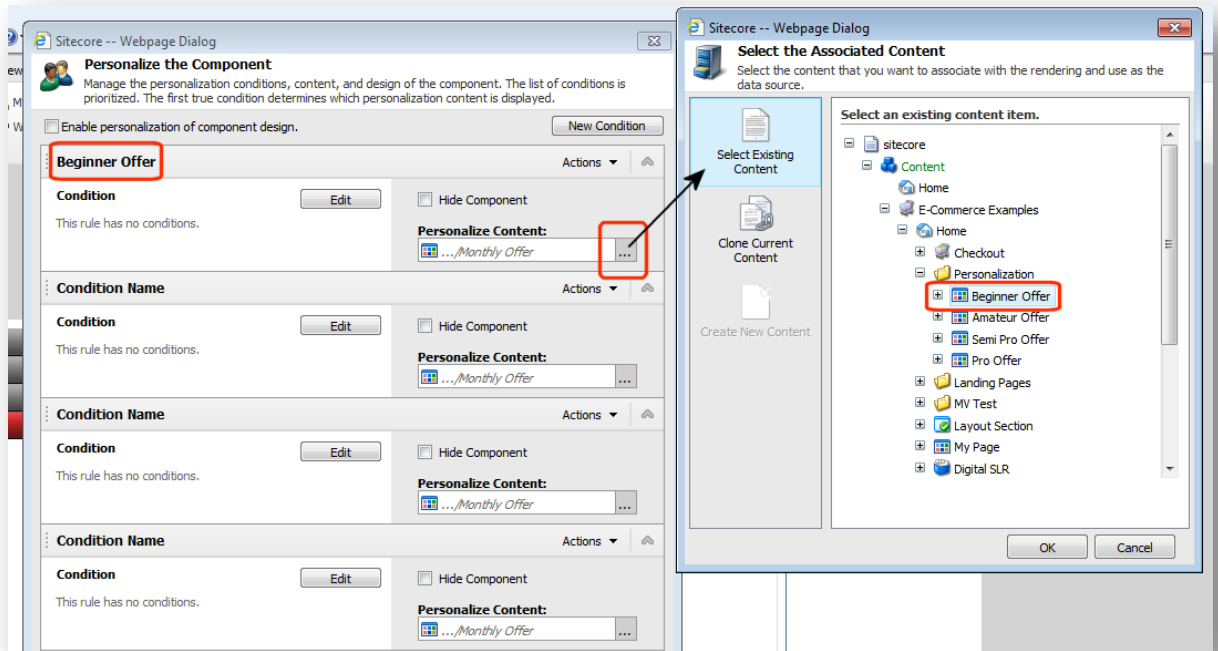 Sitecore -- Webpage Dialog
Personalize the Component
Manage the personalization conditions, content, and design of the component. The list of conditions is
prioritized. The first true condition determines which personalization content is displayed.
Enable personalization of component design.
New Condition
Beginner Offer
Actions
Condition
Edit
Hide Component
This rule has no conditions.
Personalize Content:
.../Monthly Offer
...
Condition Name
Actions
Condition
Edit
Hide Component
This rule has no conditions.
Personalize Content:
.../Monthly Offer
...
Condition Name
Actions
Condition
Edit
Hide Component
This rule has no conditions.
Personalize Content:
.../Monthly Offer
...
Condition Name
Actions
Condition
Edit
Hide Component
This rule has no conditions.
Personalize Content:
.../Monthly Offer
...
Sitecore -- Webpage Dialog
Select the Associated Content
Select the content that you want to associate with the rendering and use as the
data source.
Select Existing
Content
Clone Current
Content
Create New Content
Select an existing content item.
sitecore
Content
Home
E-Commerce Examples
Home
Checkout
Personalization
Beginner Offer
Amateur Offer
Semi Pro Offer
Pro Offer
Landing Pages
MV Test
Layout Section
My Page
Digital SLR
OK
Cancel